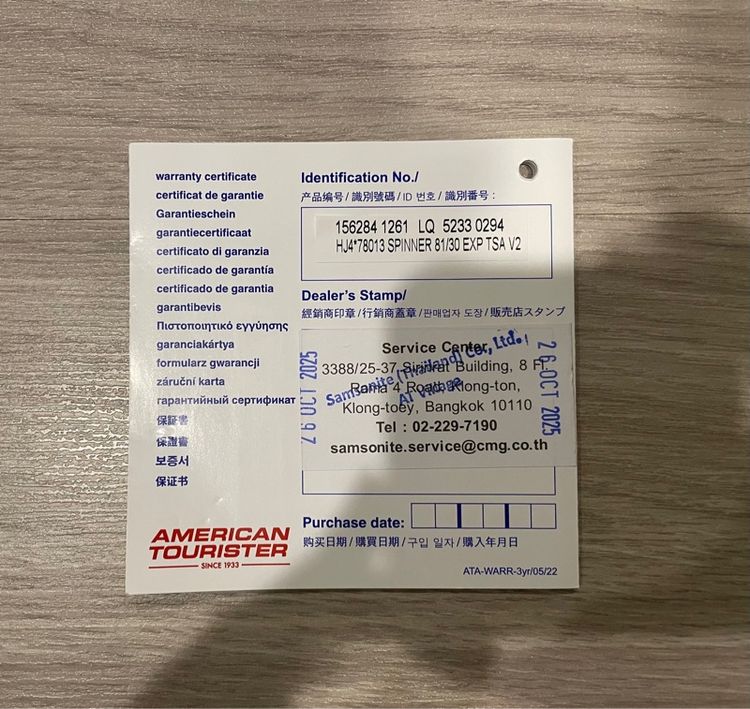 warranty certificate
certificat de garantie
Garantieschein
garantiecertificaat
certificato di garanzia
certificado de garantía
certificado de garantia
garantibevis
Πιστοποιητικό εγγύησης
garanciakártya
formularz gwarancji
záruční karta
гарантийный сертификат
保証書
保證書
보증서
保证书
AMERICAN
TOURISTER
SINCE 1933
Identification No./
产品编号 / 識別號碼 / ID 번호 / 識別番号 :
156284 1261 LQ 5233 0294
HJ4*78013 SPINNER 81/30 EXP TSA V2
Dealer's Stamp/
經銷商印章 / 行銷商蓋章 / 판매업자 도장 / 販売店スタンプ
Service Center
3388/25-37 Sirinrat Building, 8 Fl.
Rama 4 Road, Klong-ton,
Klong-toey, Bangkok 10110
Tel : 02-229-7190
samsonite.service@cmg.co.th
Samsonite (Thailand) Co., Ltd.
AT Village
26 OCT 2025
26 OCT 2025
Purchase date:
购买日期 / 購買日期 / 구입 일자 / 購入年月日
ATA-WARR-3yr/05/22